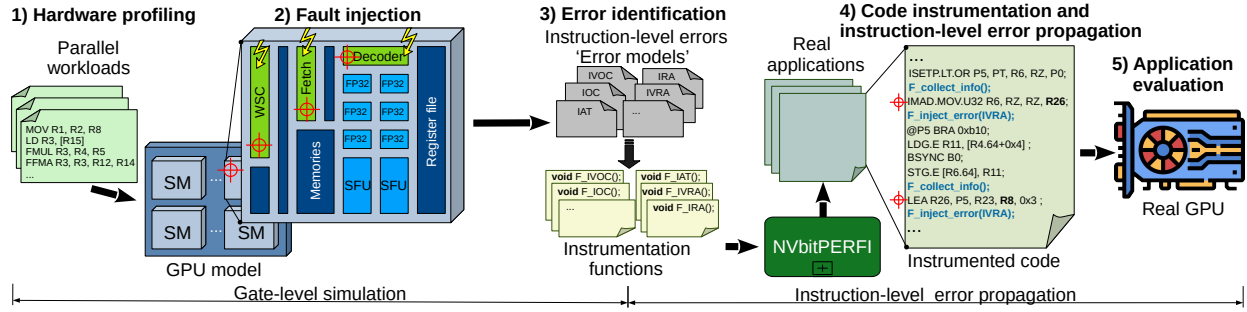 1) Hardware profiling
Parallel
workloads
MOV R1, R2, R8
LD R3, [R15]
FMUL R3, R4, R5
FFMA R3, R3, R12, R14
...
SM
...
SM
...
SM
GPU model
2) Fault injection
WSC
Fetch
Decoder
FP32
FP32
FP32
FP32
FP32
FP32
SFU
SFU
Memories
Register file
3) Error identification
Instruction-level errors
'Error models'
IVOC
IRA
IOC
IVRA
IAT
...
void F_IVOC();
void F_IAT();
void F_IOC();
void F_IVRA();
...
void F_IRA();
Instrumentation
functions
4) Code instrumentation and
instruction-level error propagation
Real
applications
NVbitPERFI
...
ISETP.LT.OR P5, PT, R6, RZ, P0;
F_collect_info();
IMAD.MOV.U32 R6, RZ, RZ, R26;
F_inject_error(IVRA);
@P5 BRA 0xb10;
LDG.E R11, [R4.64+0x4] ;
BSYNC B0;
STG.E [R6.64], R11;
F_collect_info();
LEA R26, P5, R23, R8, 0x3 ;
F_inject_error(IVRA);
...
Instrumented code
5) Application
evaluation
Real GPU
Gate-level simulation
Instruction-level error propagation